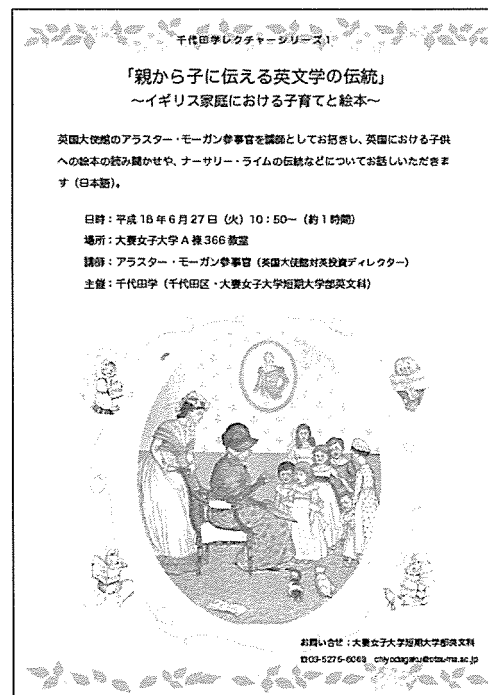 千代田学レクチャーシリーズ1
「親から子に伝える英文学の伝統」
～イギリス家庭における子育てと絵本～
英国大使館のアラスター・モーガン参事官を講師としてお招きし、英国における子供
への絵本の読み聞かせや、ナーサリー・ライムの伝統などについてお話しいただきま
す（日本語）。
日時：平成18年6月27日（火）10：50～（約1時間）
場所：大妻女子大学A棟366教室
講師：アラスター・モーガン参事官（英国大使館対英投資ディレクター）
主催：千代田学（千代田区・大妻女子大学短期大学部英文科）
お問い合せ：大妻女子大学短期大学部英文科
☎03-5275-6063 chiyodagaku@otsuma.ac.jp